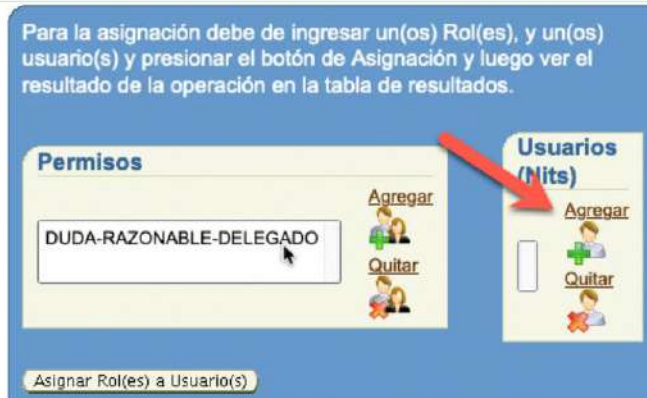 Para la asignación debe de ingresar un(os) Rol(es), y un(os)
usuario(s) y presionar el botón de Asignación y luego ver el
resultado de la operación en la tabla de resultados.
Permisos
DUDA-RAZONABLE-DELEGADO
Agregar
Quitar
Usuarios
(Nits)
Agregar
Quitar
Asignar Rol(es) a Usuario(s)